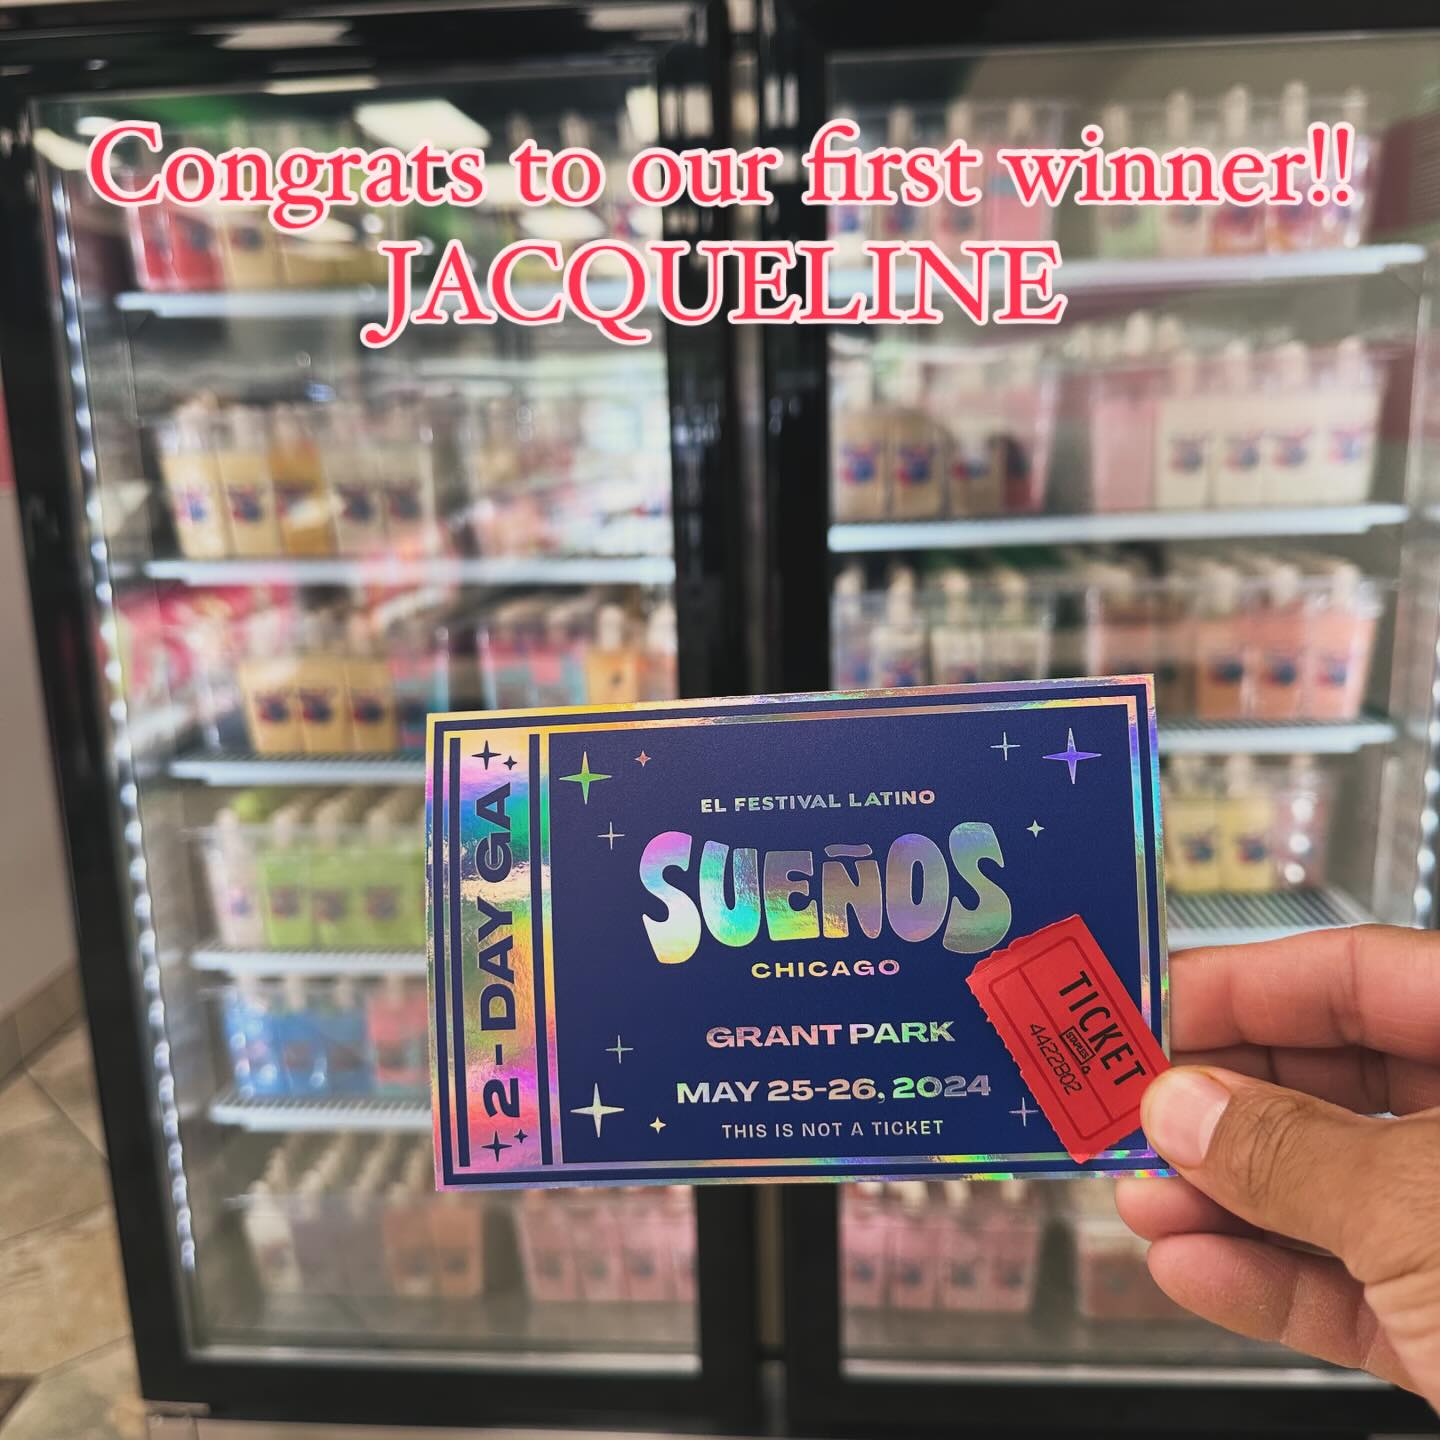 Congrats to our first winner!!
JACQUELINE
2-DAY GA
EL FESTIVAL LATINO
SUEÑOS
CHICAGO
GRANT PARK
MAY 25-26, 2024
THIS IS NOT A TICKET
TICKET
STAPLES
4422802